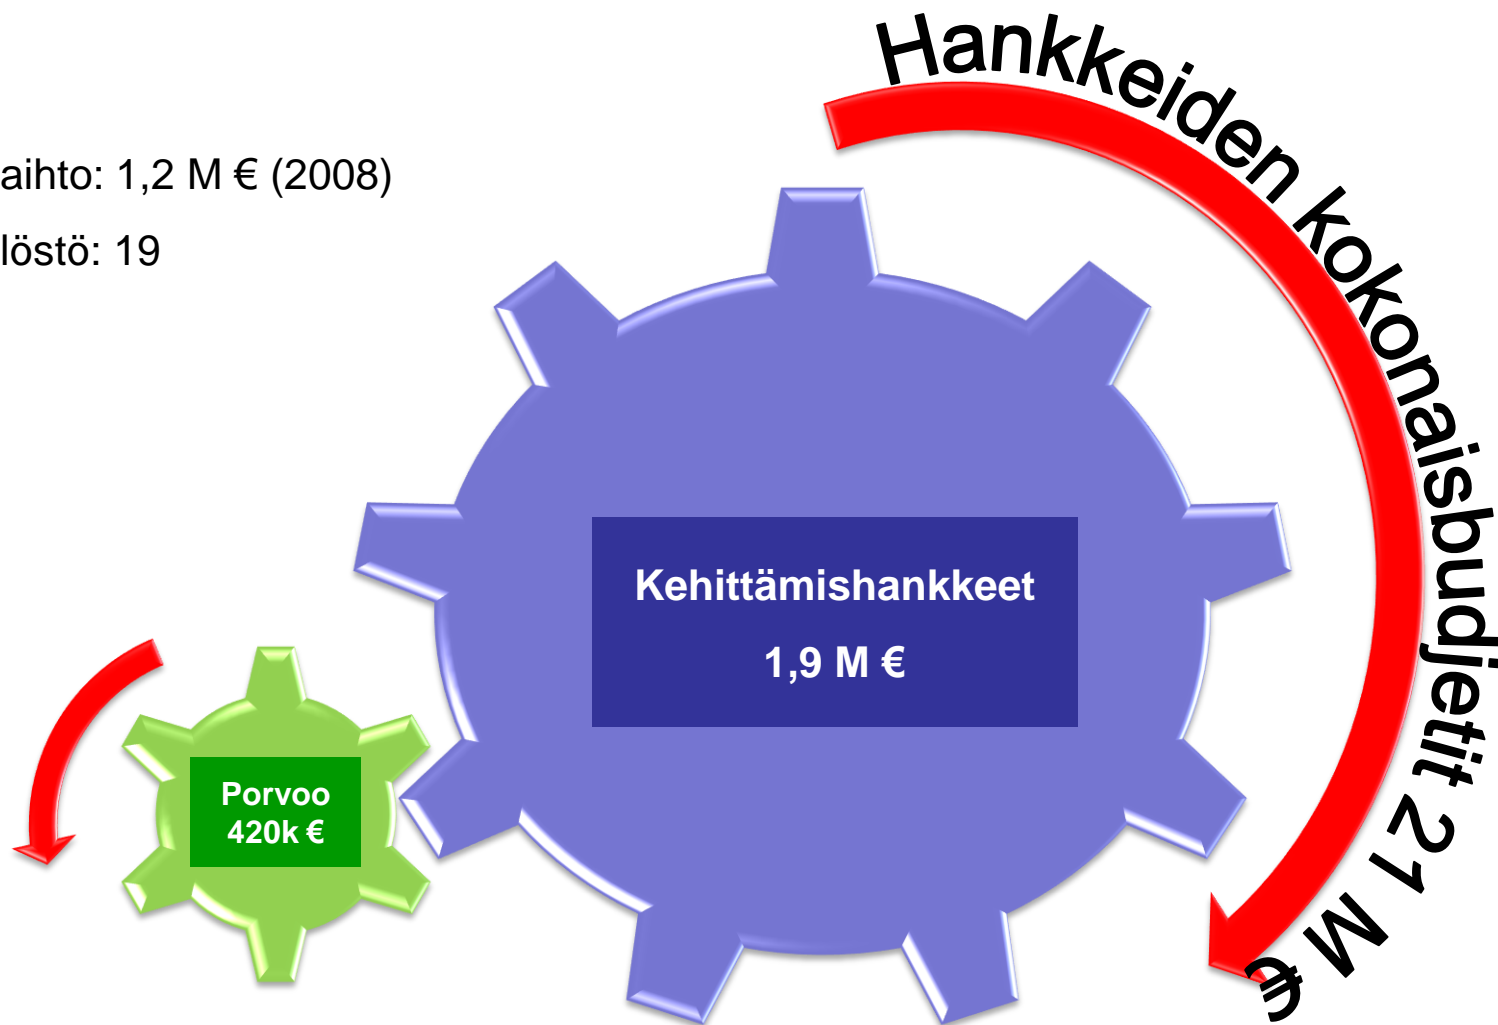 Hankkeiden kokonaisbudjetit 21 M €
aihto: 1,2 M € (2008)
löstö: 19
Kehittämishankkeet
1,9 M €
Porvoo
420k €